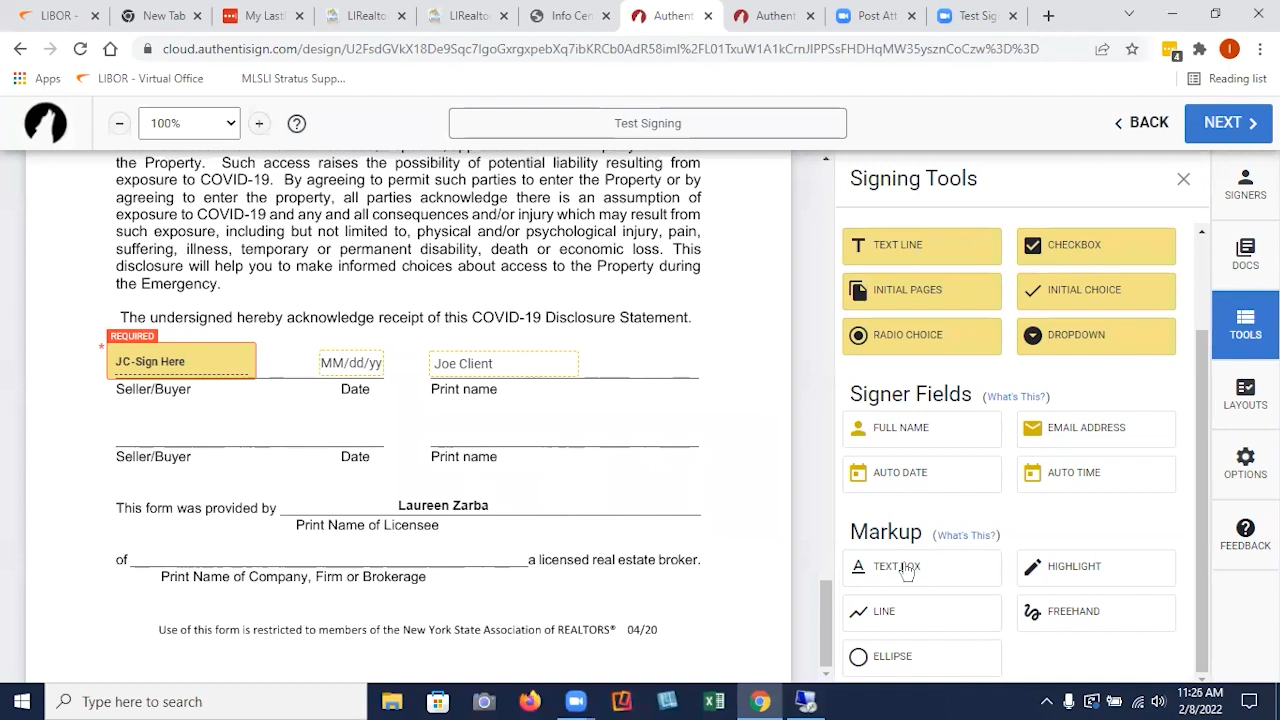 LIBOR -
New Tab
My Last
LIRealto
LIRealto
Info Cen
Authent
Authent
Post Att
Test Sig
cloud.authentisign.com/design/U2FsdGVkX18De9Sqc7IgoGxrgxpebXq7ibKRCb0AdR58iml%2FL01TxuW1A1kCrnJIPPSsFHDHqMW35ysznCoCzw%3D%3D
4
I
Apps
LIBOR - Virtual Office
MLSLI Stratus Supp...
Reading list
100%
Test Signing
BACK
NEXT
the Property. Such access raises the possibility of potential liability resulting from
exposure to COVID-19. By agreeing to permit such parties to enter the Property or by
agreeing to enter the property, all parties acknowledge there is an assumption of
exposure to COVID-19 and any and all consequences and/or injury which may result from
such exposure, including but not limited to, physical and/or psychological injury, pain,
suffering, illness, temporary or permanent disability, death or economic loss. This
disclosure will help you to make informed choices about access to the Property during
the Emergency.
The undersigned hereby acknowledge receipt of this COVID-19 Disclosure Statement.
REQUIRED
* JC-Sign Here
MM/dd/yy
Joe Client
Seller/Buyer
Date
Print name
Seller/Buyer
Date
Print name
This form was provided by
Laureen Zarba
Print Name of Licensee
of
a licensed real estate broker.
Print Name of Company, Firm or Brokerage
Use of this form is restricted to members of the New York State Association of REALTORS® 04/20
Signing Tools
TEXT LINE
CHECKBOX
INITIAL PAGES
INITIAL CHOICE
RADIO CHOICE
DROPDOWN
Signer Fields (What's This?)
FULL NAME
EMAIL ADDRESS
AUTO DATE
AUTO TIME
Markup (What's This?)
TEXT BOX
HIGHLIGHT
LINE
FREEHAND
ELLIPSE
SIGNERS
DOCS
TOOLS
LAYOUTS
OPTIONS
FEEDBACK
Type here to search
11:26 AM
2/8/2022